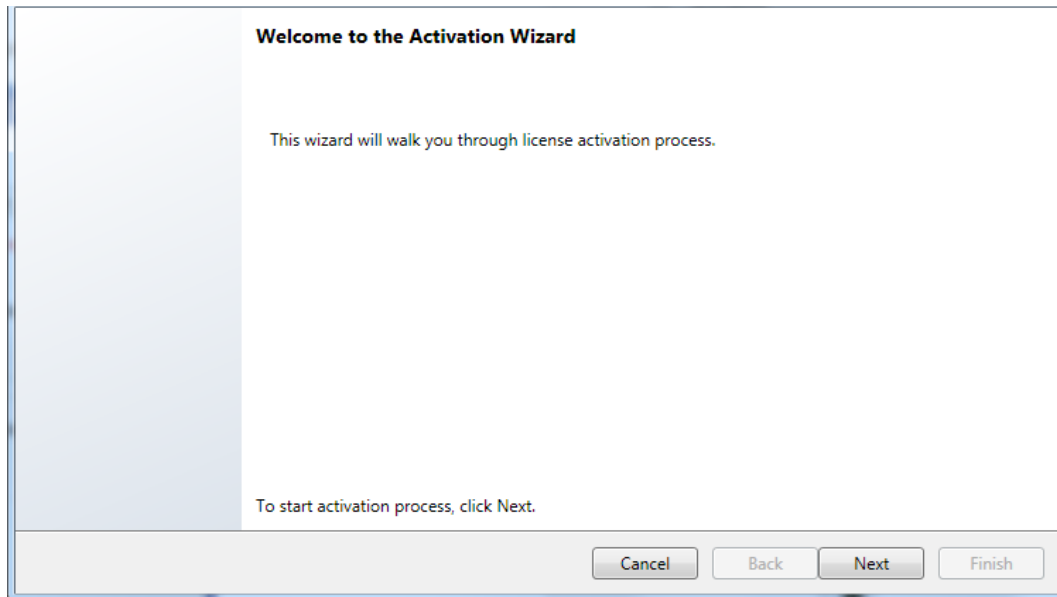 Welcome to the Activation Wizard
This wizard will walk you through license activation process.
To start activation process, click Next.
Cancel Back Next Finish